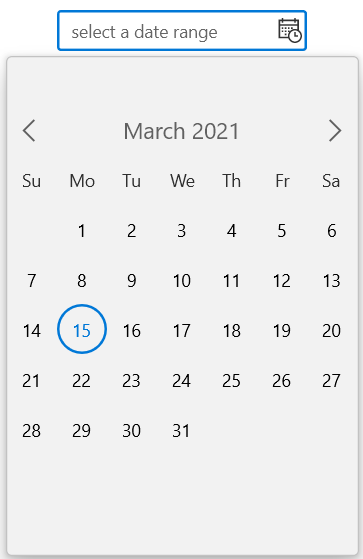 select a date range
March 2021
Su Mo Tu We Th Fr Sa
1 2 3 4 5 6
7 8 9 10 11 12 13
14 15 16 17 18 19 20
21 22 23 24 25 26 27
28 29 30 31